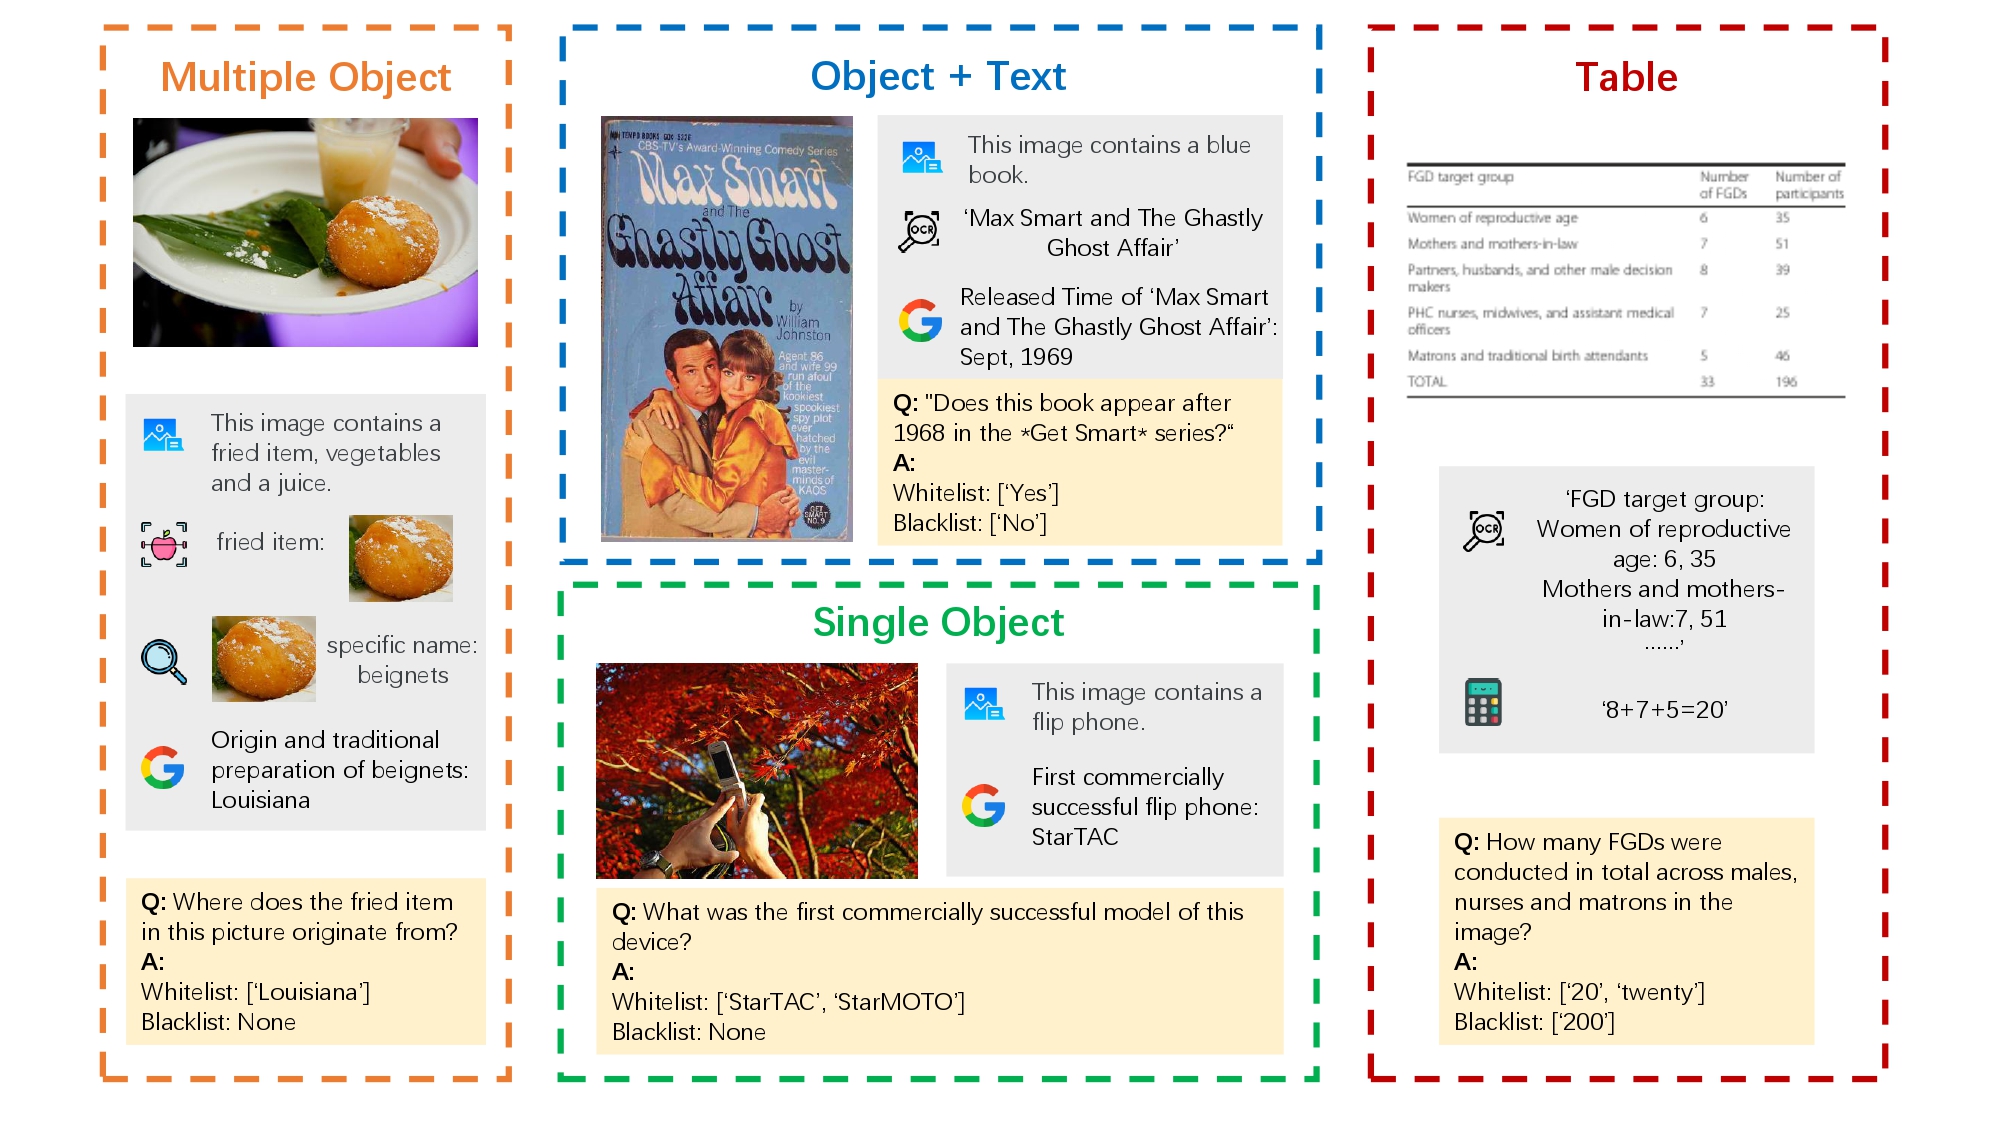 Multiple Object
This image contains a
fried item, vegetables
and a juice.
fried item:
specific name:
beignets
Origin and traditional
preparation of beignets:
Louisiana
Q: Where does the fried item
in this picture originate from?
A:
Whitelist: [‘Louisiana’]
Blacklist: None
Object + Text
TEMPO BOOKS
CBS-TV's Award-Winning Comedy Series
Max Smart
and The
Ghastly Ghost
Affair
by
William
Johnston
Agent 86
and wife 99
run afoul
of the
kookiest
spookiest
spy plot
ever
hatched
by the
evil
master-
minds of
KAOS
GET
SMART
NO. 9
This image contains a blue
book.
OCR
‘Max Smart and The Ghastly
Ghost Affair’
Released Time of ‘Max Smart
and The Ghastly Ghost Affair’:
Sept, 1969
Q: "Does this book appear after
1968 in the *Get Smart* series?“
A:
Whitelist: [‘Yes’]
Blacklist: [‘No’]
Single Object
This image contains a
flip phone.
First commercially
successful flip phone:
StarTAC
Q: What was the first commercially successful model of this
device?
A:
Whitelist: [‘StarTAC’, ‘StarMOTO’]
Blacklist: None
Table
FGD target group Number of FGDs Number of participants
Women of reproductive age 6 35
Mothers and mothers-in-law 7 51
Partners, husbands, and other male decision makers 8 39
PHC nurses, midwives, and assistant medical officers 7 25
Matrons and traditional birth attendants 5 46
TOTAL 33 196
OCR
‘FGD target group:
Women of reproductive
age: 6, 35
Mothers and mothers-
in-law:7, 51
......’
‘8+7+5=20’
Q: How many FGDs were
conducted in total across males,
nurses and matrons in the
image?
A:
Whitelist: [‘20’, ‘twenty’]
Blacklist: [‘200’]